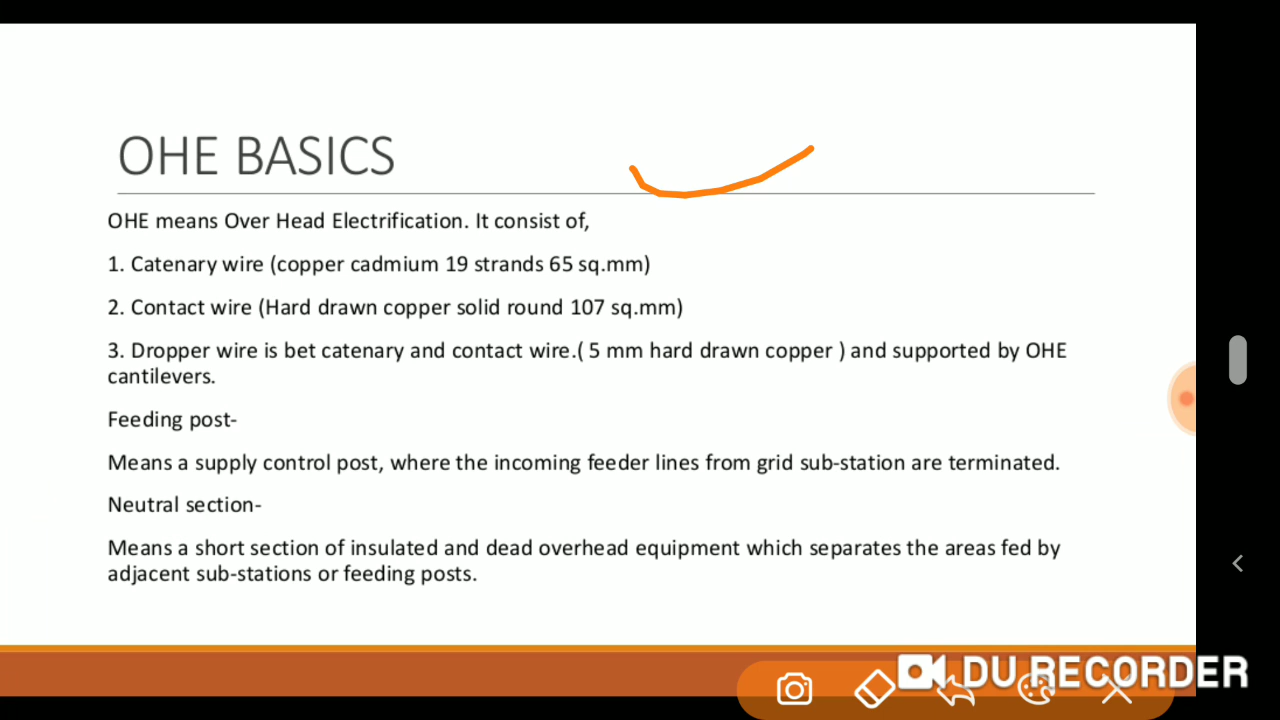 OHE BASICS
OHE means Over Head Electrification. It consist of,
1. Catenary wire (copper cadmium 19 strands 65 sq.mm)
2. Contact wire (Hard drawn copper solid round 107 sq.mm)
3. Dropper wire is bet catenary and contact wire.( 5 mm hard drawn copper ) and supported by OHE
cantilevers.
Feeding post-
Means a supply control post, where the incoming feeder lines from grid sub-station are terminated.
Neutral section-
Means a short section of insulated and dead overhead equipment which separates the areas fed by
adjacent sub-stations or feeding posts.
DU RECORDER